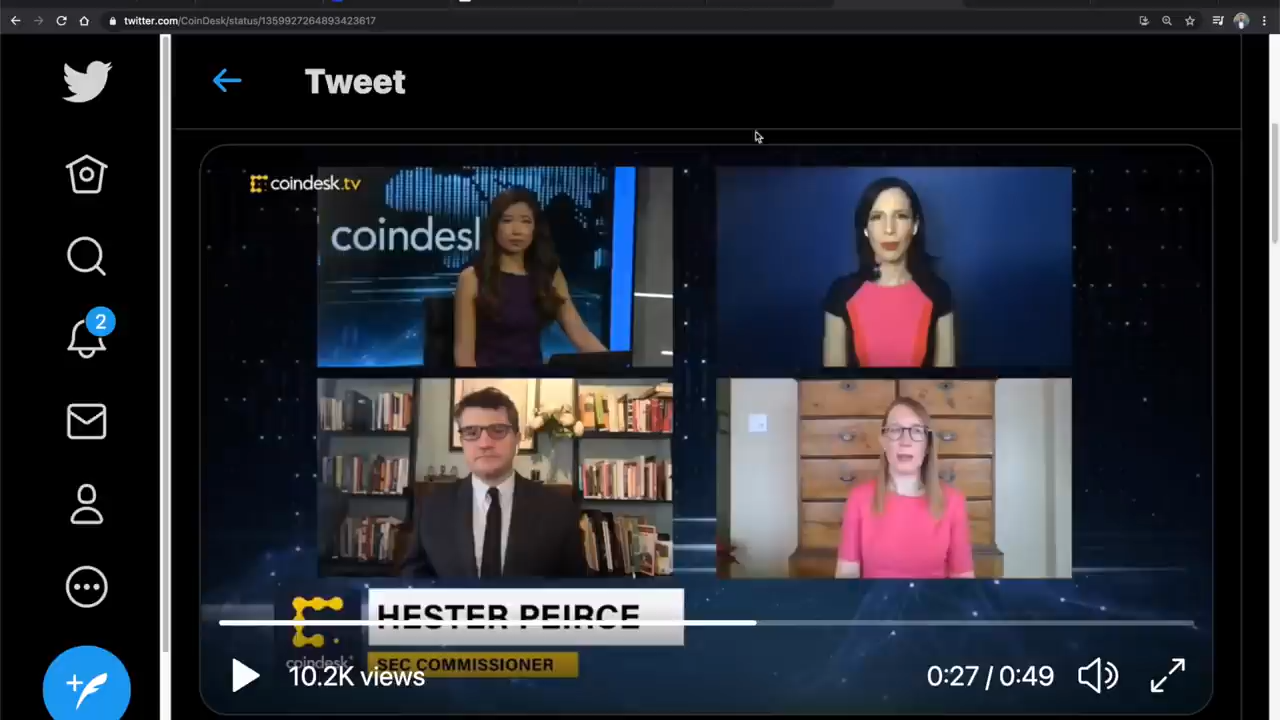 twitter.com/CoinDesk/status/1359927264893423617
Tweet
coindesk.tv
coindesl
2
HESTER PEIRCE
coindesk
SEC COMMISSIONER
10.2K views
0:27 / 0:49